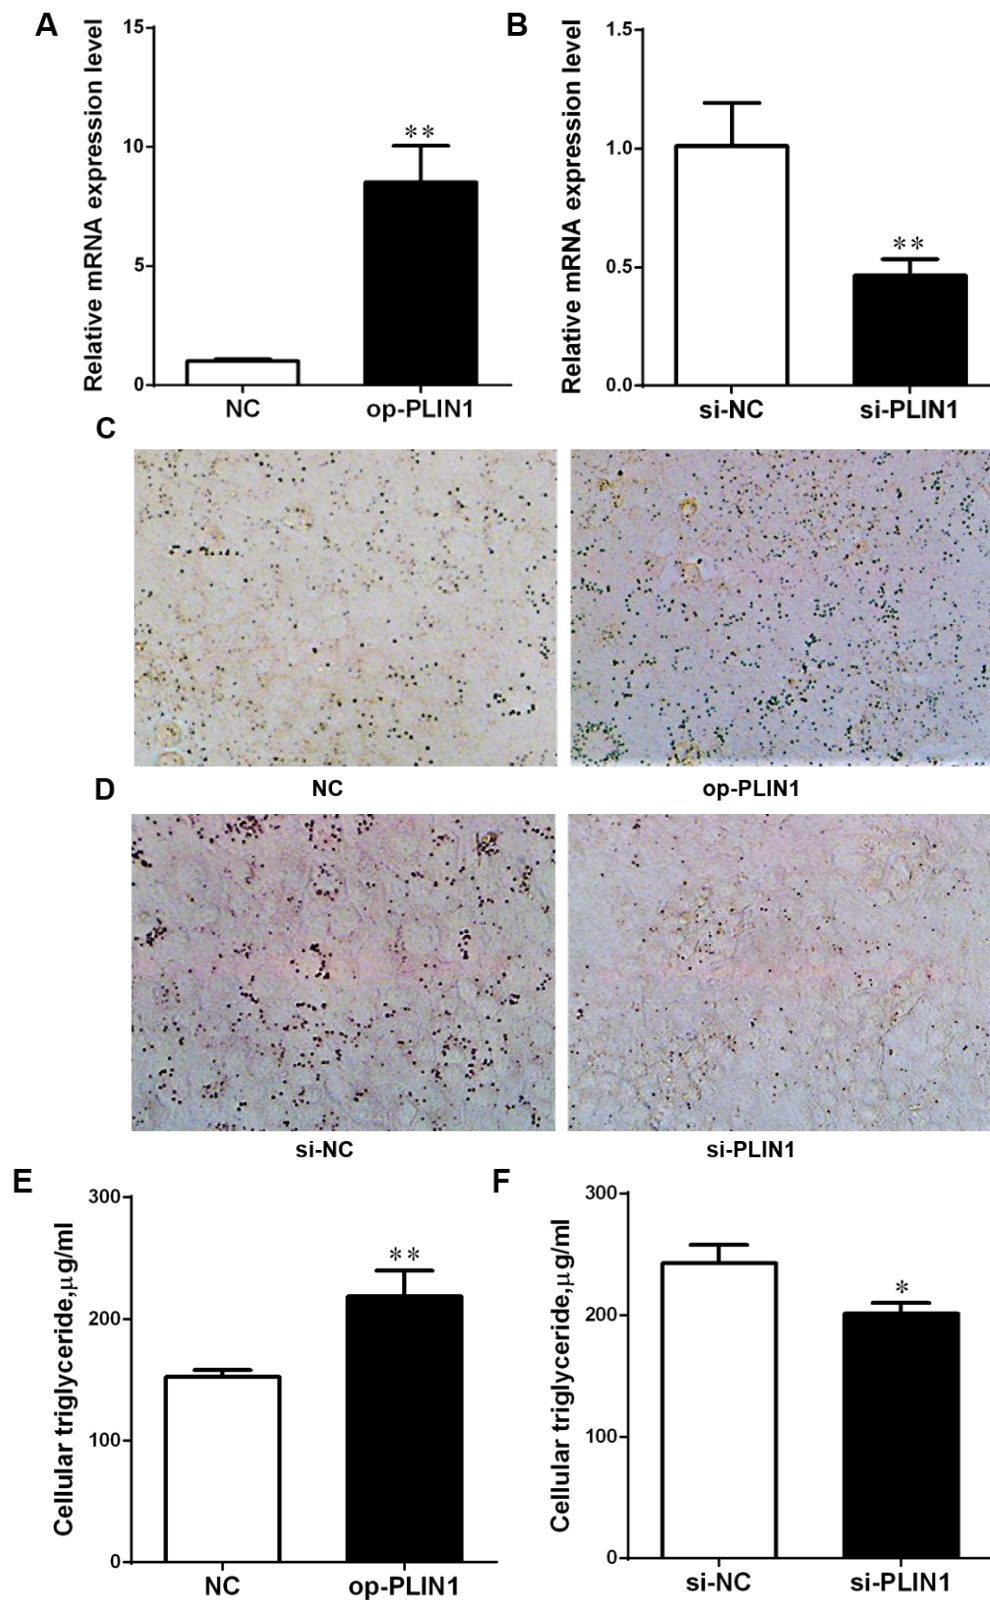 A
Relative mRNA expression level
15
10
5
0
**
NC
op-PLIN1
B
Relative mRNA expression level
1.5
1.0
0.5
0.0
**
si-NC
si-PLIN1
C
NC
op-PLIN1
D
si-NC
si-PLIN1
E
Cellular triglyceride,μg/ml
300
200
100
0
**
NC
op-PLIN1
F
Cellular triglyceride,μg/ml
300
200
100
0
*
si-NC
si-PLIN1